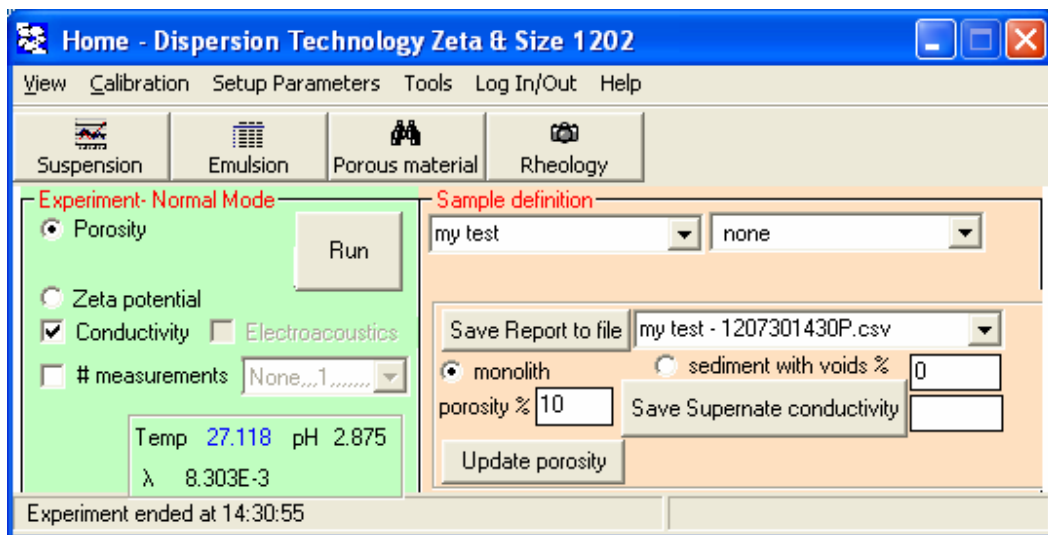 Home - Dispersion Technology Zeta & Size 1202
View Calibration Setup Parameters Tools Log In/Out Help
Suspension Emulsion Porous material Rheology
Experiment- Normal Mode
Porosity
Run
Zeta potential
Conductivity Electroacoustics
# measurements None,,,1,,,,,,,
Temp 27.118 pH 2.875
λ 8.303E-3
Sample definition
my test none
Save Report to file my test - 1207301430P.csv
monolith sediment with voids % 0
porosity % 10 Save Supernate conductivity
Update porosity
Experiment ended at 14:30:55